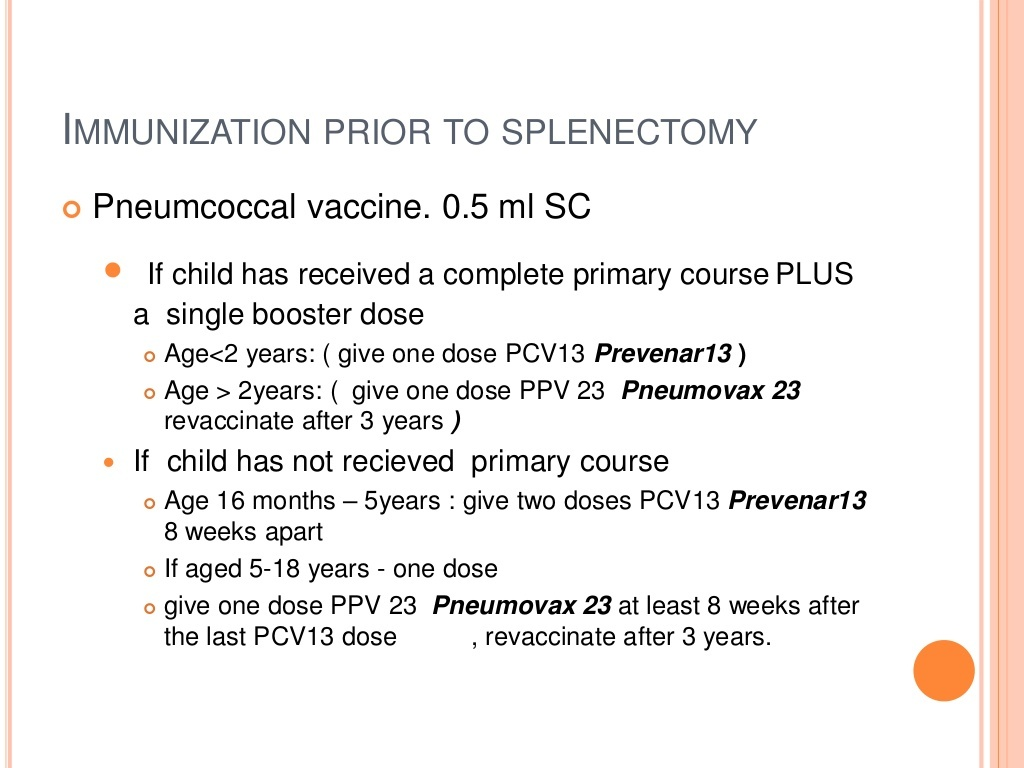 IMMUNIZATION PRIOR TO SPLENECTOMY
Pneumcoccal vaccine. 0.5 ml SC
If child has received a complete primary course PLUS
a single booster dose
Age<2 years: ( give one dose PCV13 Prevenar13 )
Age > 2years: ( give one dose PPV 23 Pneumovax 23
revaccinate after 3 years )
If child has not recieved primary course
Age 16 months – 5years : give two doses PCV13 Prevenar13
8 weeks apart
If aged 5-18 years - one dose
give one dose PPV 23 Pneumovax 23 at least 8 weeks after
the last PCV13 dose , revaccinate after 3 years.